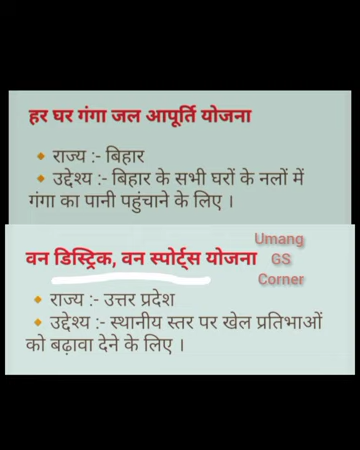 हर घर गंगा जल आपूर्ति योजना
🔸 राज्य :- बिहार
🔸 उद्देश्य :- बिहार के सभी घरों के नलों में
गंगा का पानी पहुंचाने के लिए ।
वन डिस्ट्रिक, वन स्पोर्ट्स योजना
Umang
GS
Corner
🔸 राज्य :- उत्तर प्रदेश
🔸 उद्देश्य :- स्थानीय स्तर पर खेल प्रतिभाओं
को बढ़ावा देने के लिए ।